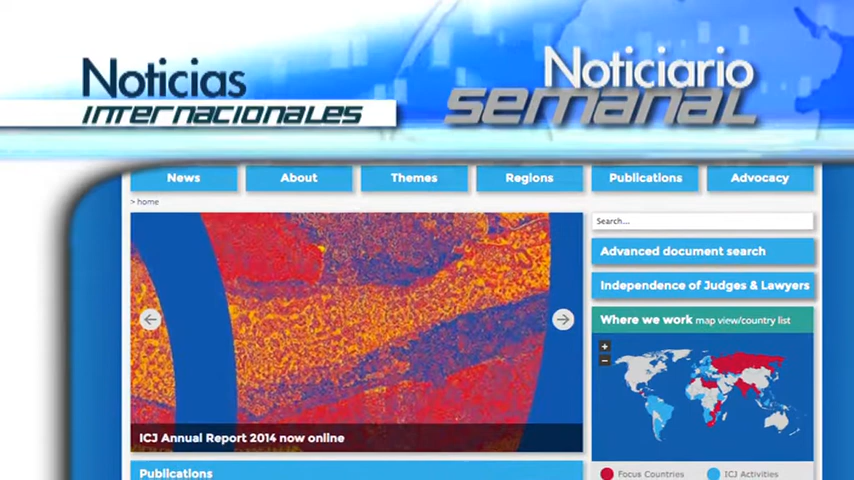 Noticias
internacionales
Noticiario
semanal
News
About
Themes
Regions
Publications
Advocacy
> home
Search...
Advanced document search
Independence of Judges & Lawyers
Where we work map view/country list
+
-
ICJ Annual Report 2014 now online
Focus Countries
ICJ Activities
Publications